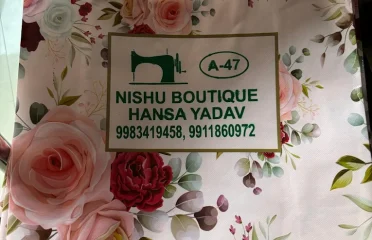 A-47
NISHU BOUTIQUE
HANSA YADAV
9983419458, 9911860972